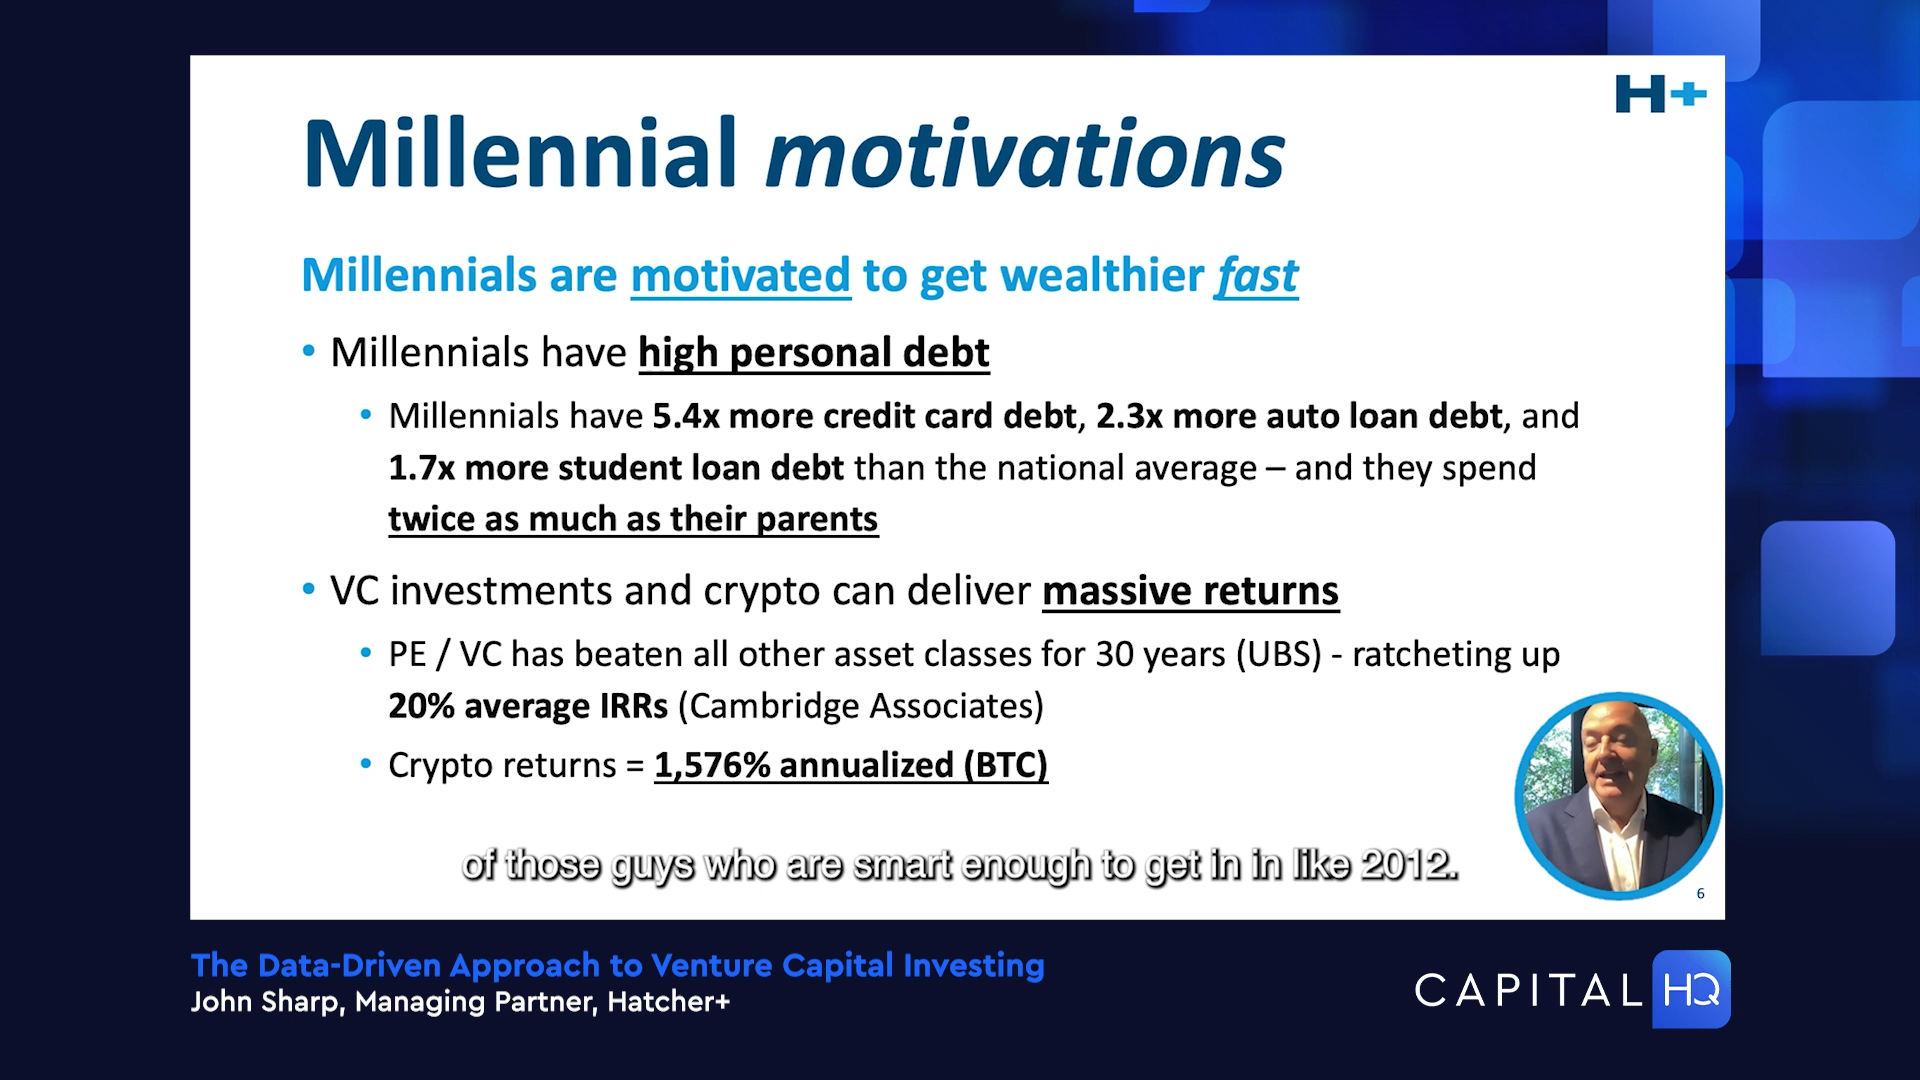 H+
Millennial motivations
Millennials are motivated to get wealthier fast
• Millennials have high personal debt
• Millennials have 5.4x more credit card debt, 2.3x more auto loan debt, and
1.7x more student loan debt than the national average – and they spend
twice as much as their parents
• VC investments and crypto can deliver massive returns
• PE / VC has beaten all other asset classes for 30 years (UBS) - ratcheting up
20% average IRRs (Cambridge Associates)
• Crypto returns = 1,576% annualized (BTC)
of those guys who are smart enough to get in in like 2012.
6
The Data-Driven Approach to Venture Capital Investing
John Sharp, Managing Partner, Hatcher+
CAPITAL HQ